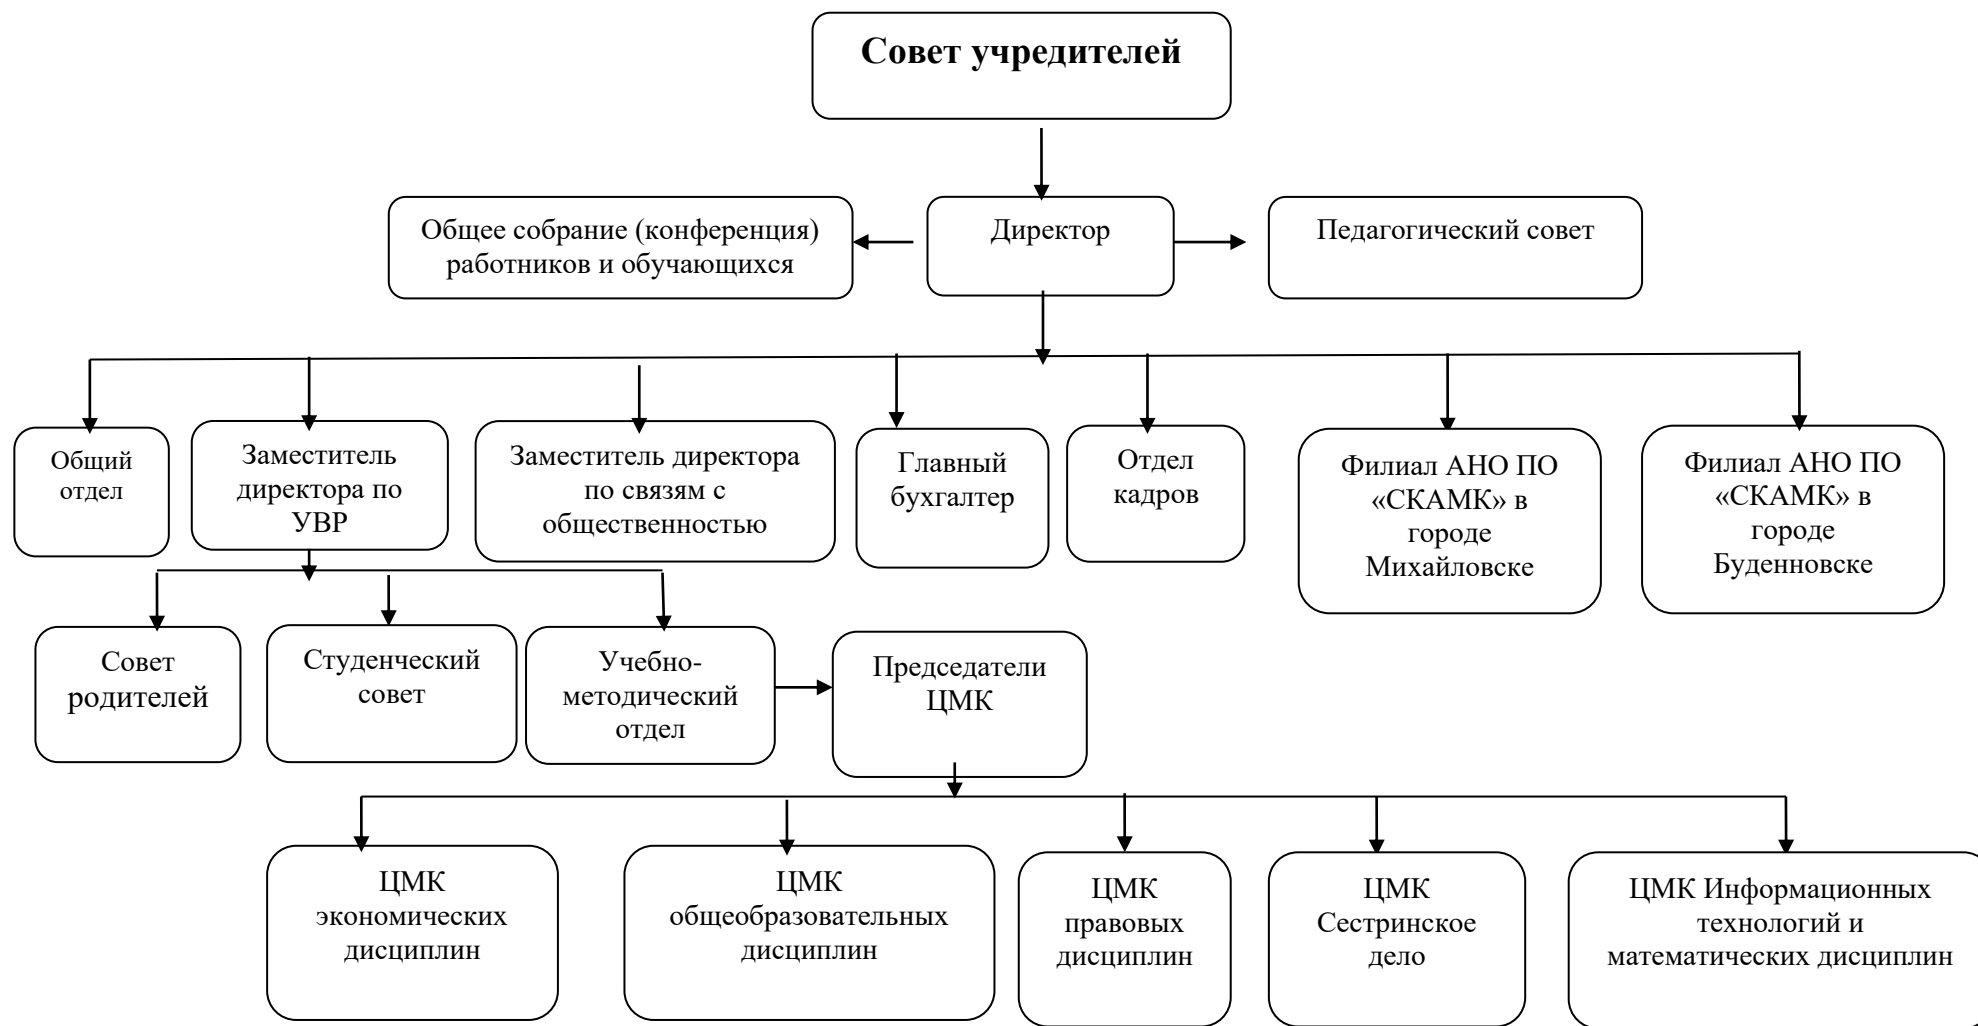 Совет учредителей
Общее собрание (конференция)
работников и обучающихся
Директор
Педагогический совет
Общий
отдел
Заместитель
директора по
УВР
Заместитель директора
по связям с
общественностью
Главный
бухгалтер
Отдел
кадров
Филиал АНО ПО
«СКАМК» в
городе
Михайловске
Филиал АНО ПО
«СКАМК» в
городе
Буденновске
Совет
родителей
Студенческий
совет
Учебно-
методический
отдел
Председатели
ЦМК
ЦМК
экономических
дисциплин
ЦМК
общеобразовательных
дисциплин
ЦМК
правовых
дисциплин
ЦМК
Сестринское
дело
ЦМК Информационных
технологий и
математических дисциплин